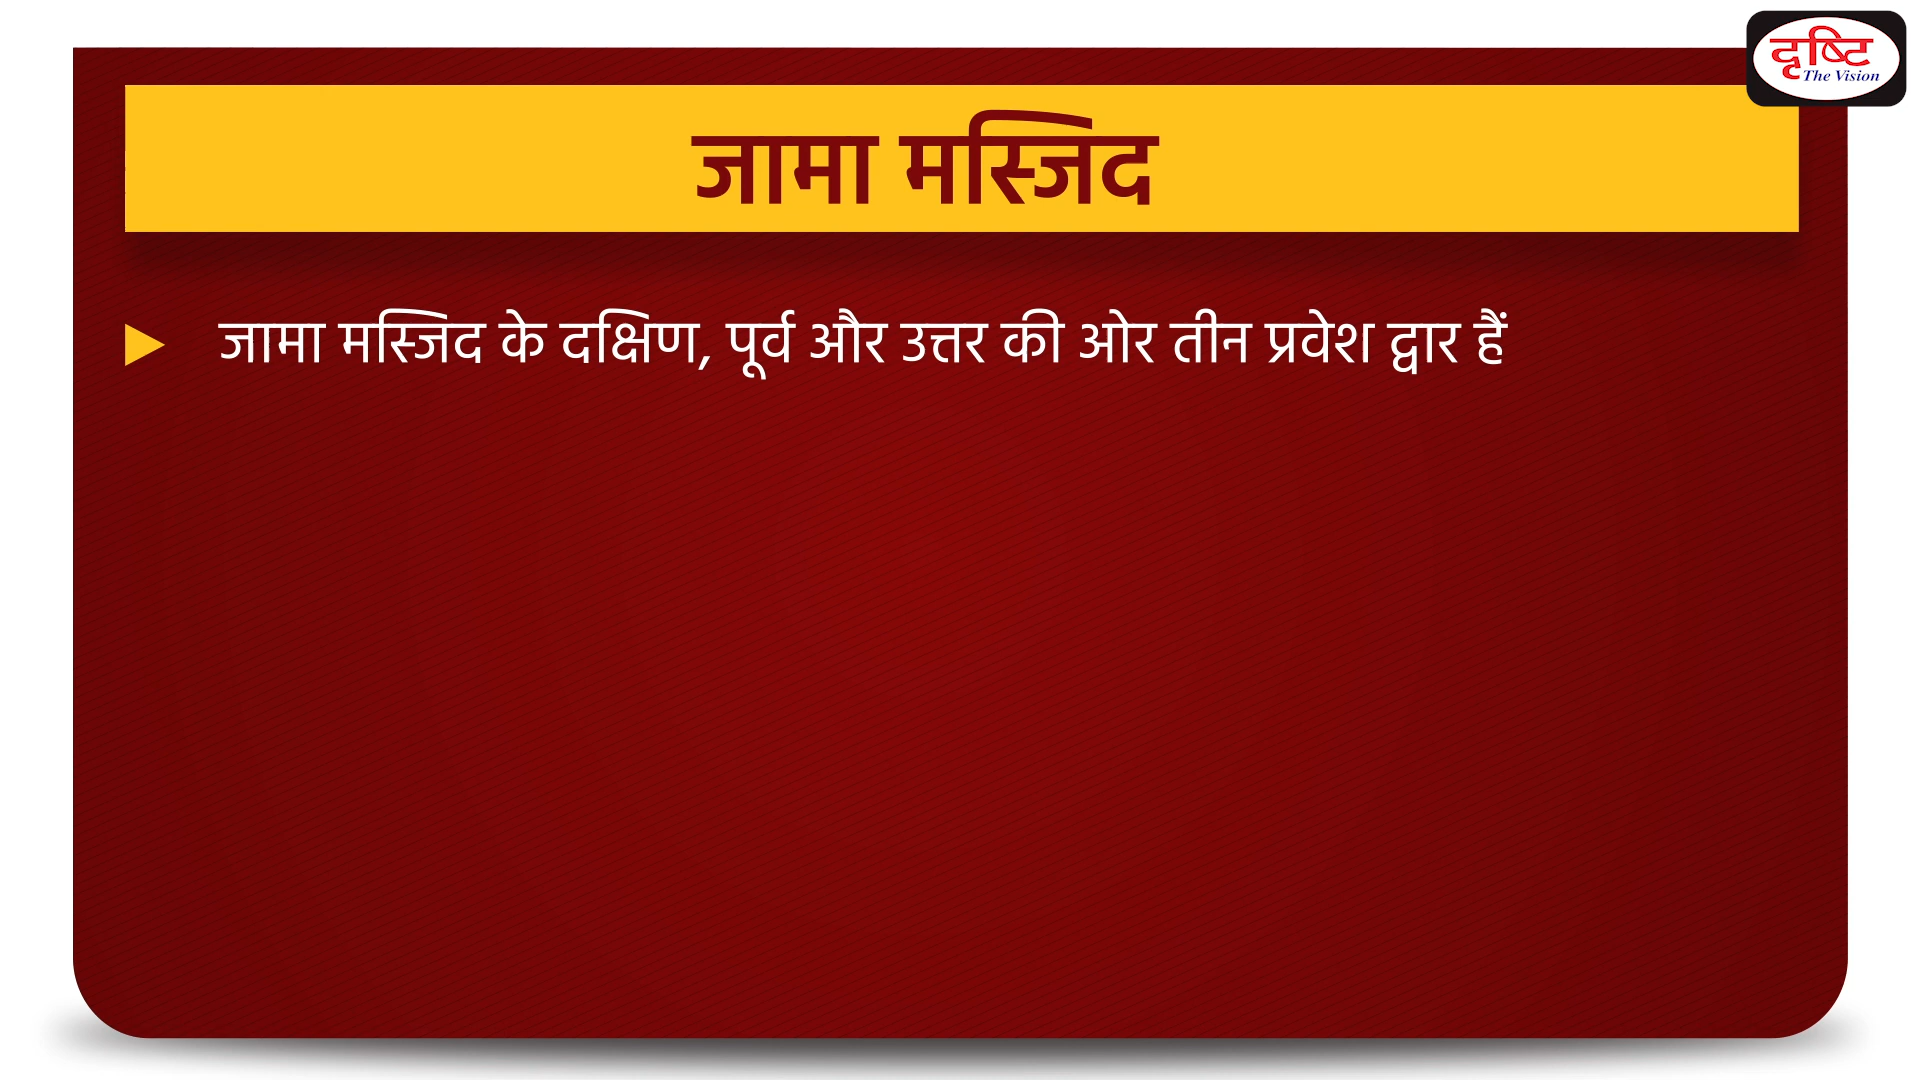 दृष्टि
The Vision
जामा मस्जिद
जामा मस्जिद के दक्षिण, पूर्व और उत्तर की ओर तीन प्रवेश द्वार हैं